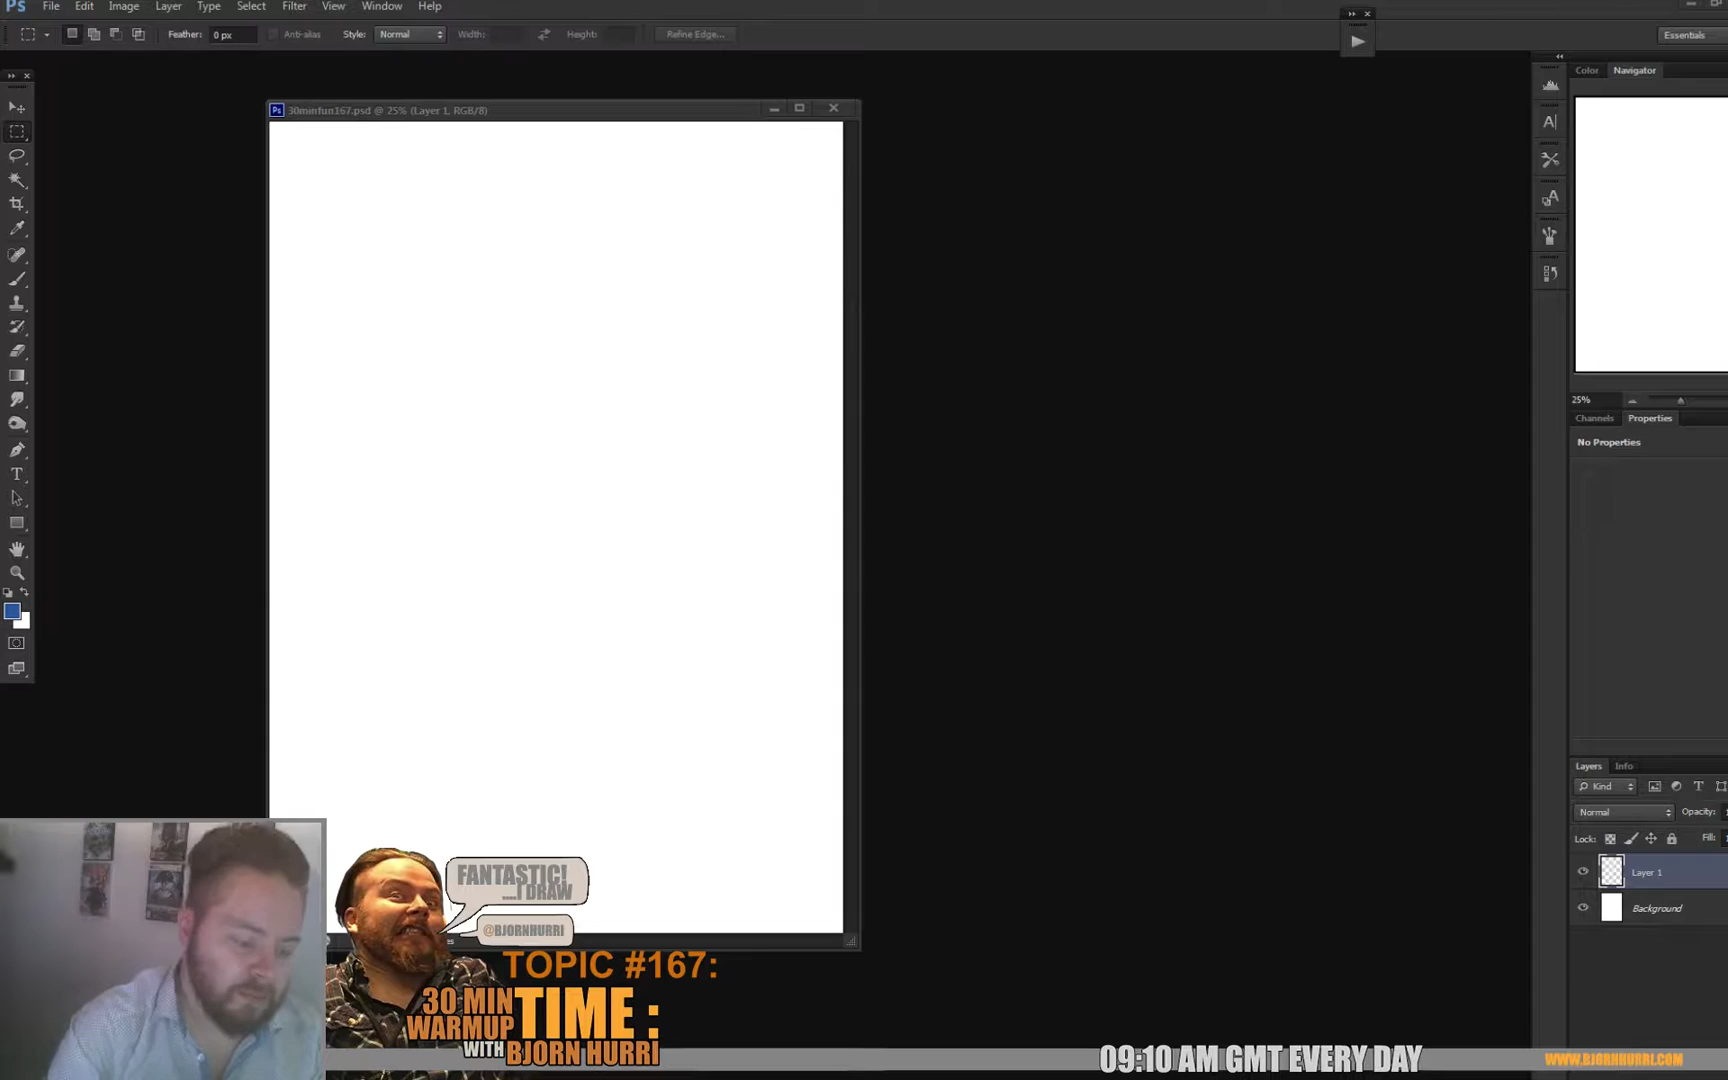 Ps File Edit Image Layer Type Select Filter View Window Help
Feather: 0 px Anti-alias Style: Normal Width: Height: Refine Edge... Essentials
Color Navigator
Ps 30minfun167.psd @ 25% (Layer 1, RGB/8)
25%
Channels Properties
No Properties
Layers Info
Kind
Normal Opacity:
Lock: Fill:
Layer 1
Background
FANTASTIC!
....I DRAW
@BJORNHURRI
TOPIC #167:
30 MIN
WARMUP
WITH
TIME :
BJORN HURRI
09:10 AM GMT EVERY DAY
WWW.BJORNHURRI.COM